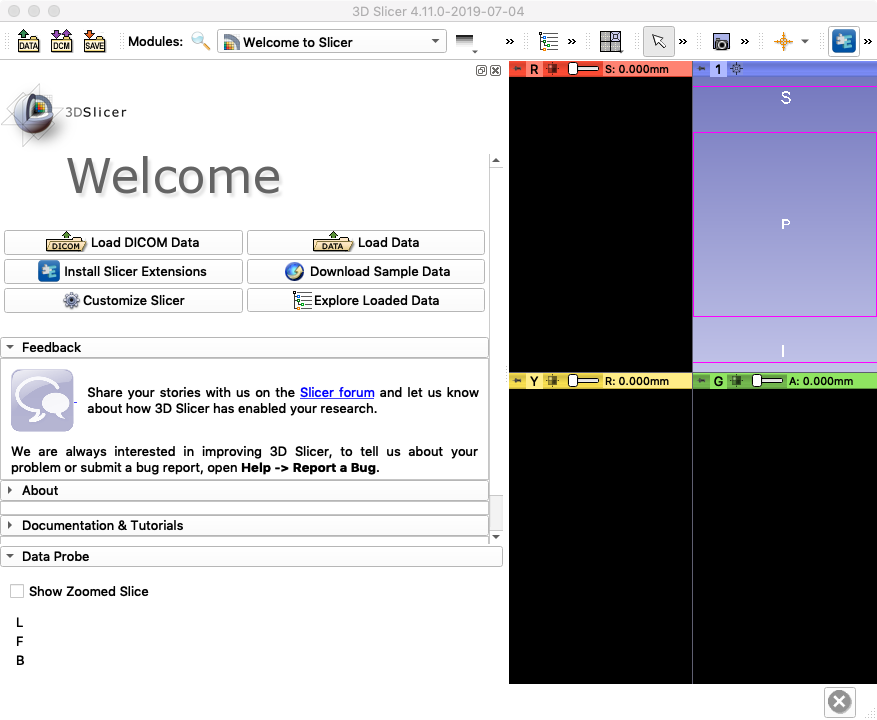 3D Slicer 4.11.0-2019-07-04
DATA
DCM
SAVE
Modules:
Welcome to Slicer
»
»
»
»
»
3DSlicer
Welcome
DICOM
Load DICOM Data
DATA
Load Data
Install Slicer Extensions
Download Sample Data
Customize Slicer
Explore Loaded Data
Feedback
Share your stories with us on the Slicer forum and let us know
about how 3D Slicer has enabled your research.
We are always interested in improving 3D Slicer, to tell us about your
problem or submit a bug report, open Help -> Report a Bug.
About
Documentation & Tutorials
Data Probe
Show Zoomed Slice
L
F
B
R
S: 0.000mm
1
S
P
I
Y
R: 0.000mm
G
A: 0.000mm